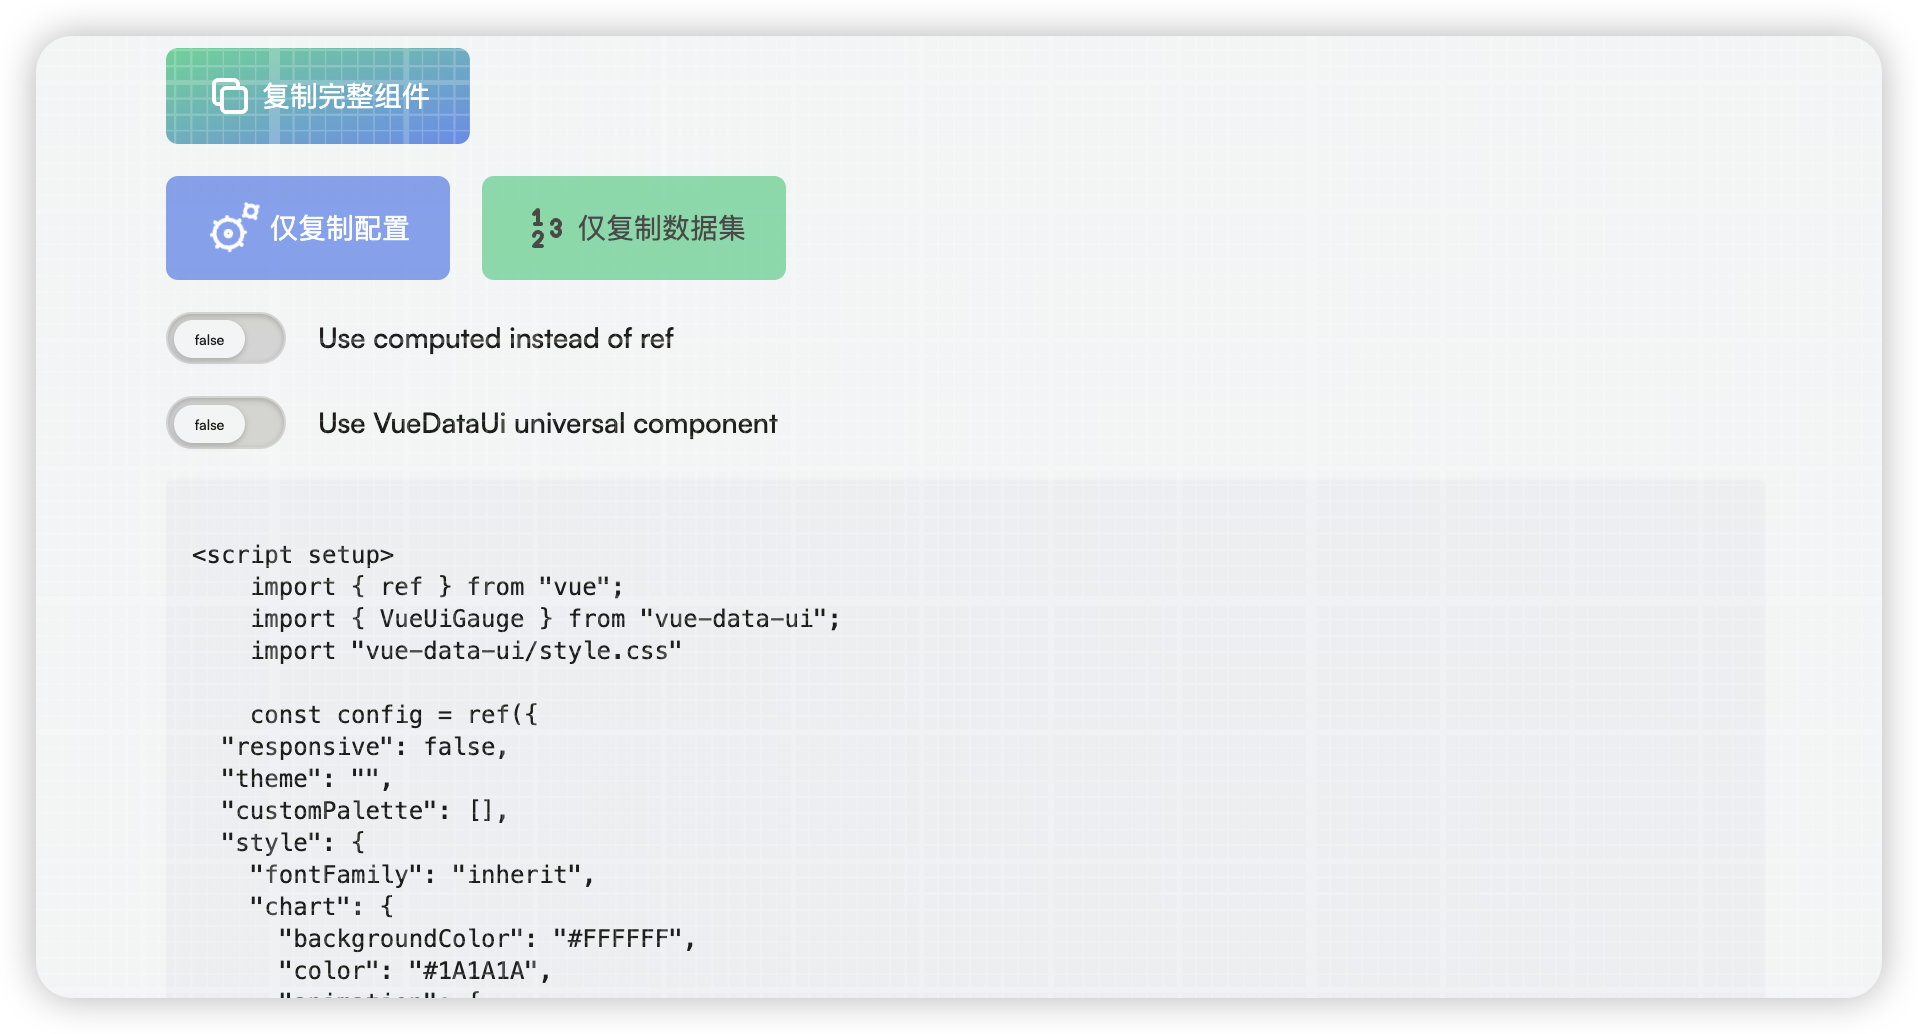 复制完整组件
仅复制配置
1 2 3 仅复制数据集
false Use computed instead of ref
false Use VueDataUi universal component
<script setup>
    import { ref } from "vue";
    import { VueUiGauge } from "vue-data-ui";
    import "vue-data-ui/style.css"
    const config = ref({
  "responsive": false,
  "theme": "",
  "customPalette": [],
  "style": {
    "fontFamily": "inherit",
    "chart": {
      "backgroundColor": "#FFFFFF",
      "color": "#1A1A1A",